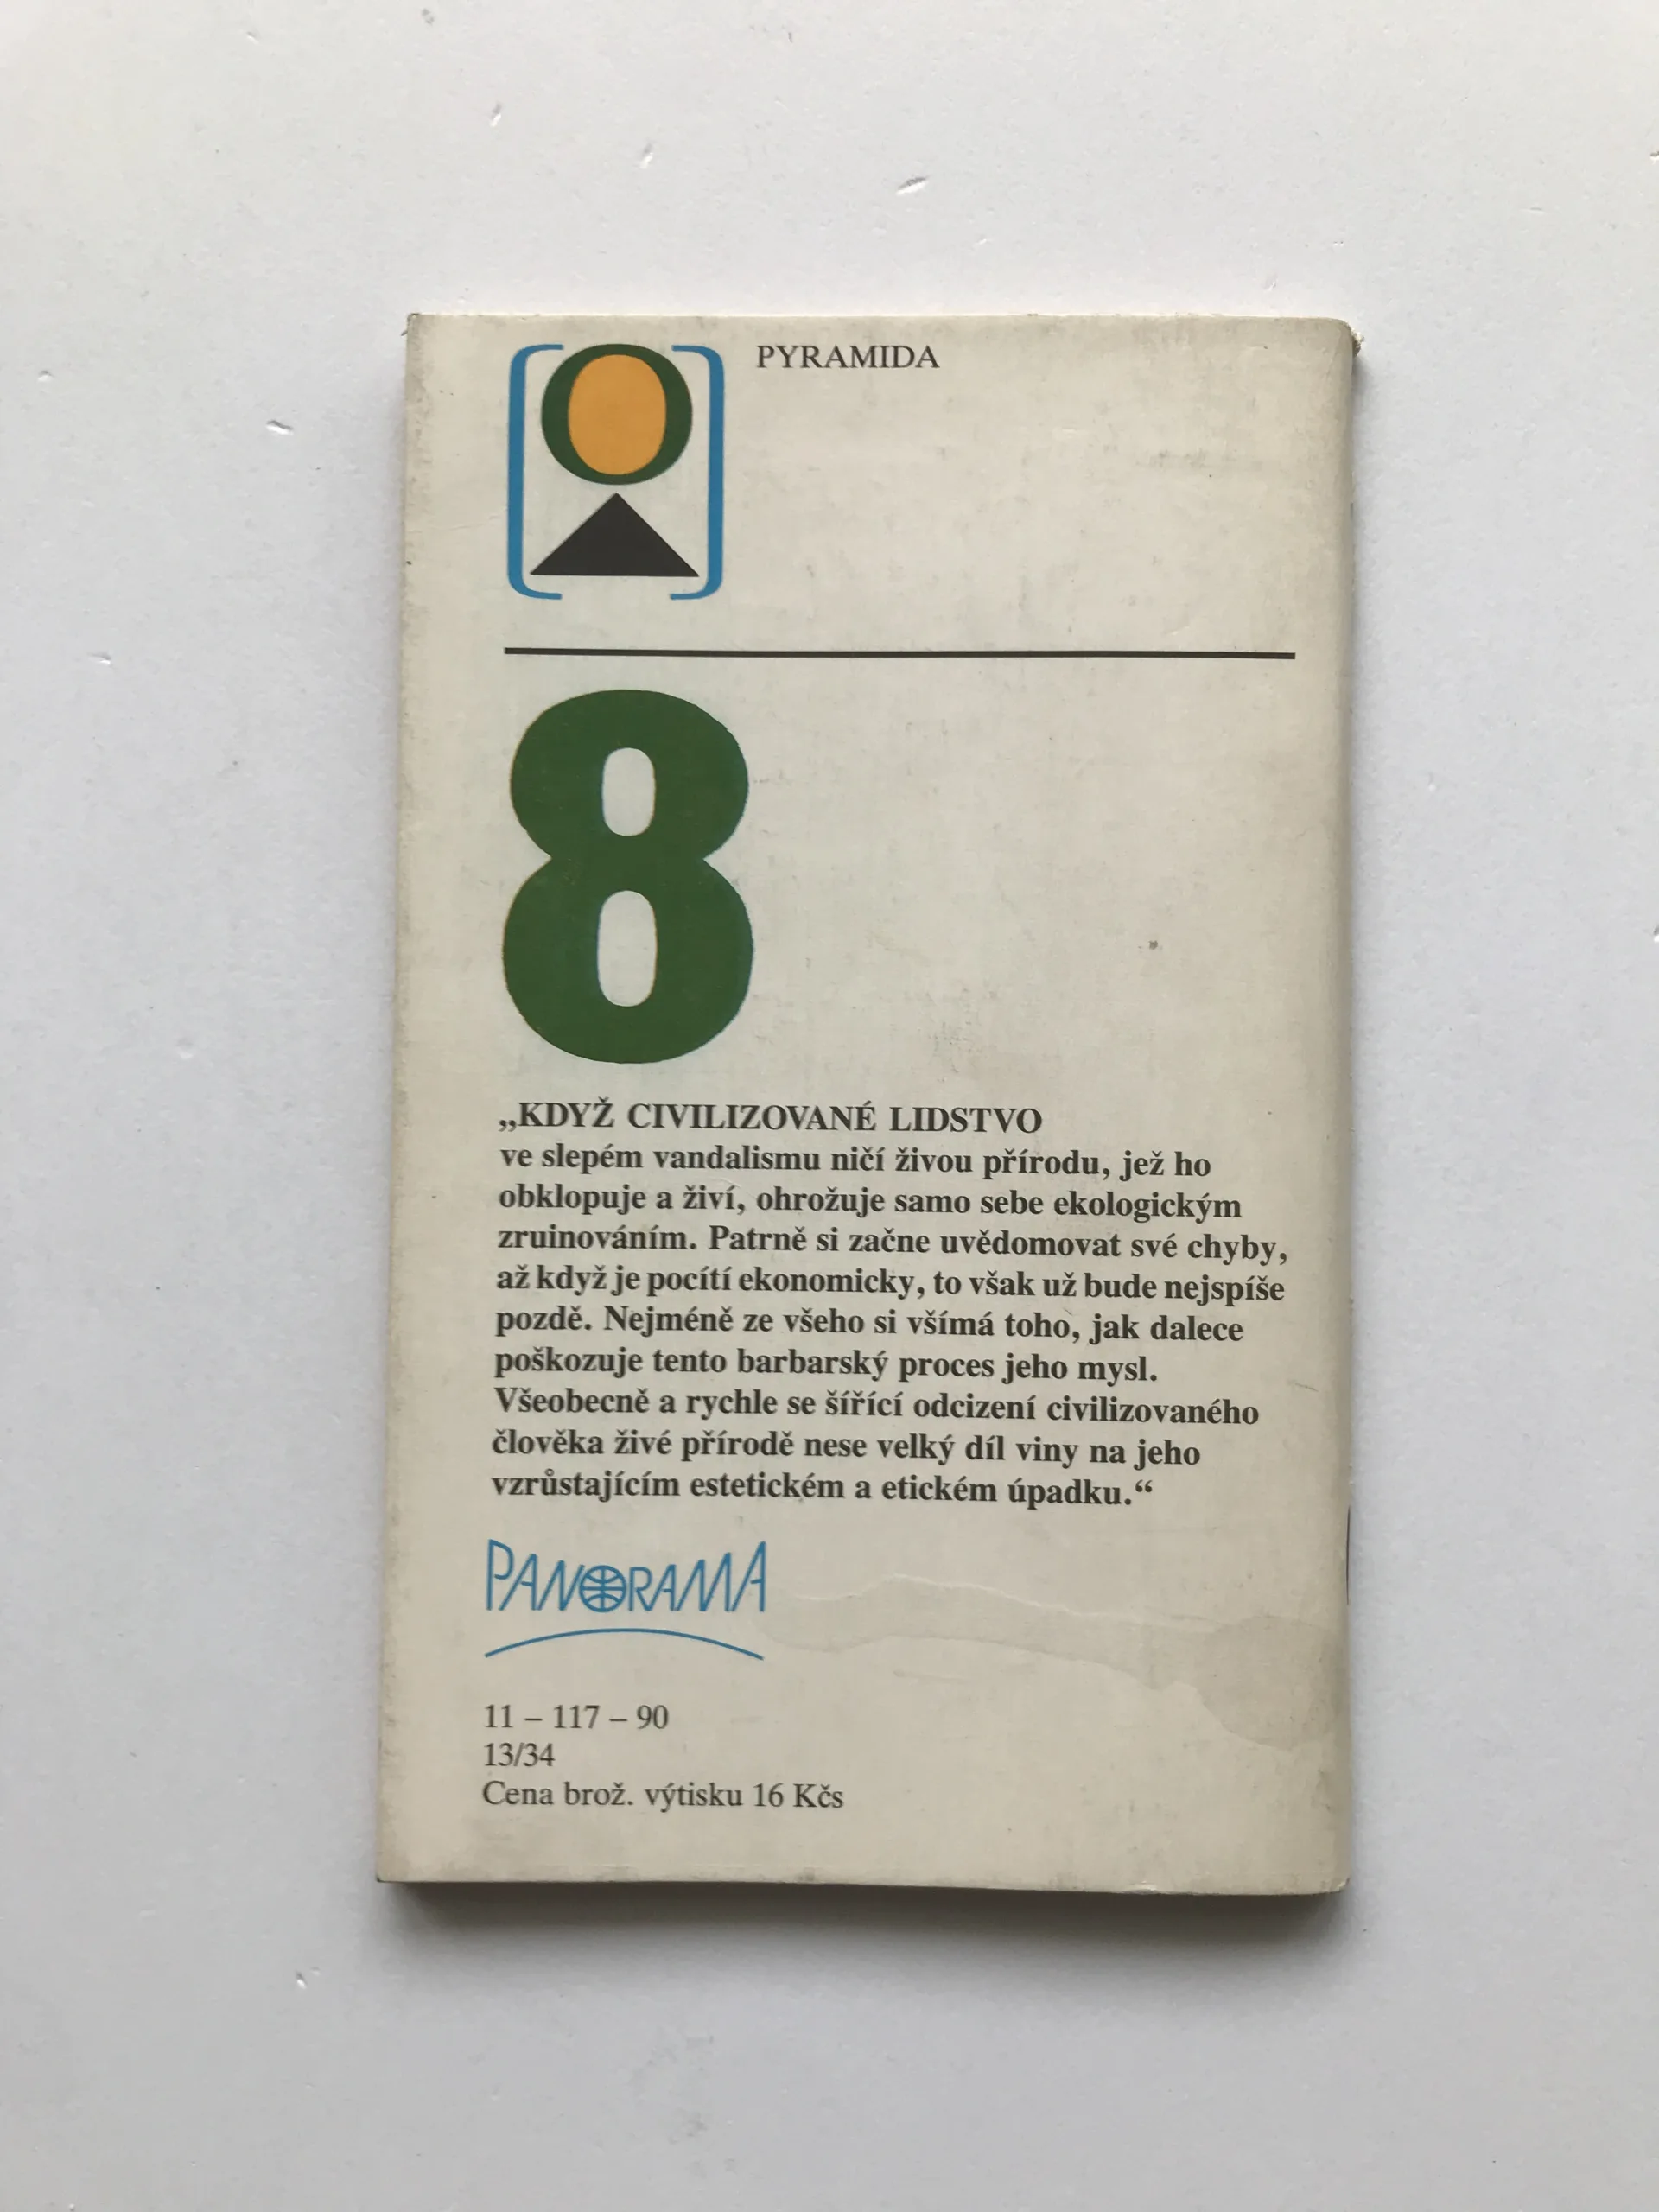 PYRAMIDA
8
„KDYŽ CIVILIZOVANÉ LIDSTVO
ve slepém vandalismu ničí živou přírodu, jež ho
obklopuje a živí, ohrožuje samo sebe ekologickým
zruinováním. Patrně si začne uvědomovat své chyby,
až když je pocítí ekonomicky, to však už bude nejspíše
pozdě. Nejméně ze všeho si všímá toho, jak dalece
poškozuje tento barbarský proces jeho mysl.
Všeobecně a rychle se šířící odcizení civilizovaného
člověka živé přírodě nese velký díl viny na jeho
vzrůstajícím estetickém a etickém úpadku.“
PANORAMA
11 – 117 – 90
13/34
Cena brož. výtisku 16 Kčs